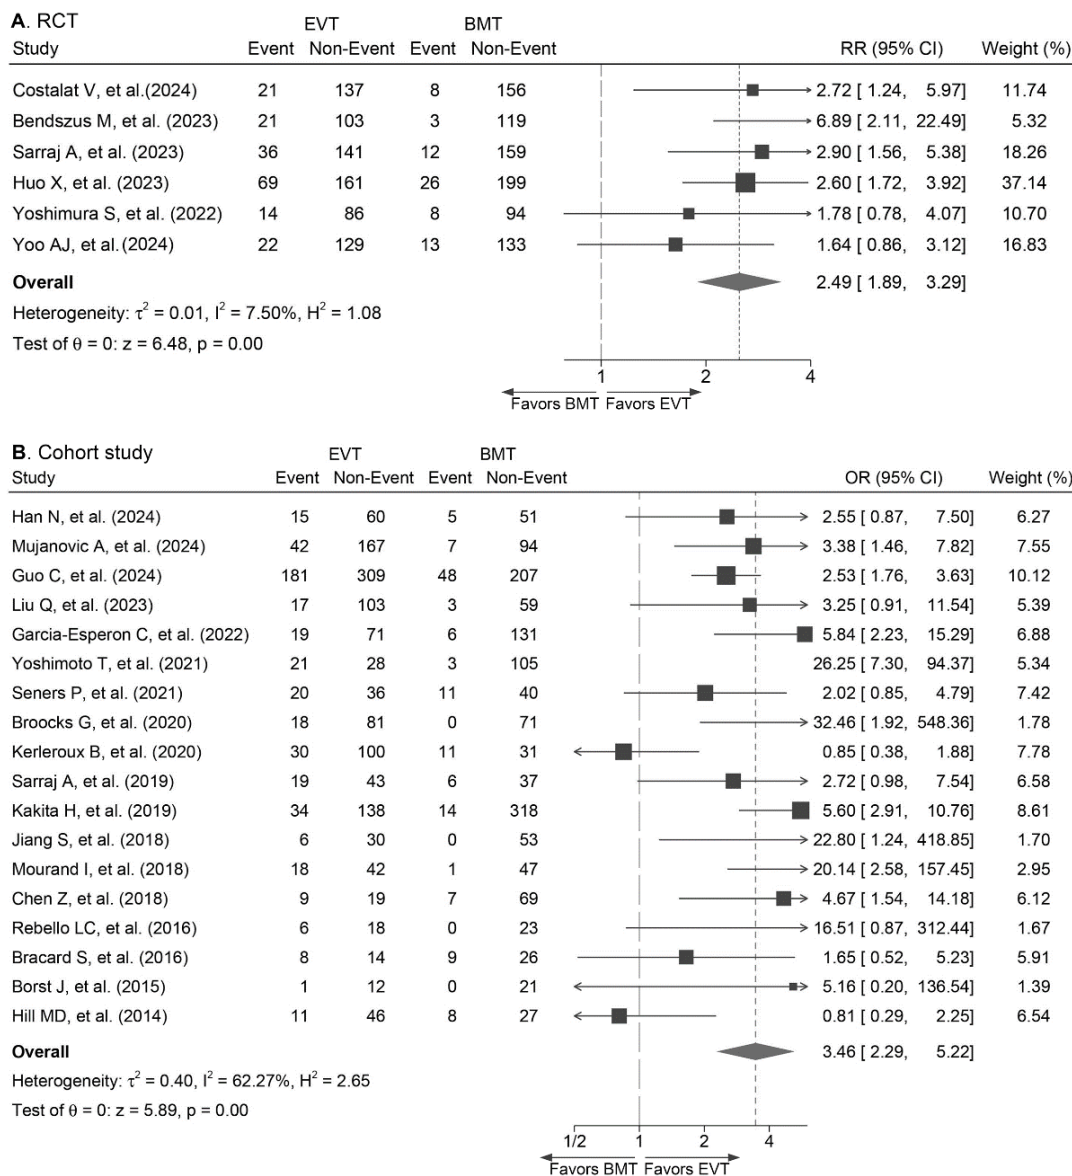 A. RCT EVT BMT
Study Event Non-Event Event Non-Event RR (95% CI) Weight (%)
Costalat V, et al.(2024) 21 137 8 156 2.72 [ 1.24, 5.97] 11.74
Bendszus M, et al. (2023) 21 103 3 119 6.89 [ 2.11, 22.49] 5.32
Sarraj A, et al. (2023) 36 141 12 159 2.90 [ 1.56, 5.38] 18.26
Huo X, et al. (2023) 69 161 26 199 2.60 [ 1.72, 3.92] 37.14
Yoshimura S, et al. (2022) 14 86 8 94 1.78 [ 0.78, 4.07] 10.70
Yoo AJ, et al. (2024) 22 129 13 133 1.64 [ 0.86, 3.12] 16.83
Overall 2.49 [ 1.89, 3.29]
Heterogeneity: τ² = 0.01, I² = 7.50%, H² = 1.08
Test of θ = 0: z = 6.48, p = 0.00
1 2 4
Favors BMT Favors EVT
B. Cohort study EVT BMT
Study Event Non-Event Event Non-Event OR (95% CI) Weight (%)
Han N, et al. (2024) 15 60 5 51 2.55 [ 0.87, 7.50] 6.27
Mujanovic A, et al. (2024) 42 167 7 94 3.38 [ 1.46, 7.82] 7.55
Guo C, et al. (2024) 181 309 48 207 2.53 [ 1.76, 3.63] 10.12
Liu Q, et al. (2023) 17 103 3 59 3.25 [ 0.91, 11.54] 5.39
Garcia-Esperon C, et al. (2022) 19 71 6 131 5.84 [ 2.23, 15.29] 6.88
Yoshimoto T, et al. (2021) 21 28 3 105 26.25 [ 7.30, 94.37] 5.34
Seners P, et al. (2021) 20 36 11 40 2.02 [ 0.85, 4.79] 7.42
Broocks G, et al. (2020) 18 81 0 71 32.46 [ 1.92, 548.36] 1.78
Kerleroux B, et al. (2020) 30 100 11 31 0.85 [ 0.38, 1.88] 7.78
Sarraj A, et al. (2019) 19 43 6 37 2.72 [ 0.98, 7.54] 6.58
Kakita H, et al. (2019) 34 138 14 318 5.60 [ 2.91, 10.76] 8.61
Jiang S, et al. (2018) 6 30 0 53 22.80 [ 1.24, 418.85] 1.70
Mourand I, et al. (2018) 18 42 1 47 20.14 [ 2.58, 157.45] 2.95
Chen Z, et al. (2018) 9 19 7 69 4.67 [ 1.54, 14.18] 6.12
Rebello LC, et al. (2016) 6 18 0 23 16.51 [ 0.87, 312.44] 1.67
Bracard S, et al. (2016) 8 14 9 26 1.65 [ 0.52, 5.23] 5.91
Borst J, et al. (2015) 1 12 0 21 5.16 [ 0.20, 136.54] 1.39
Hill MD, et al. (2014) 11 46 8 27 0.81 [ 0.29, 2.25] 6.54
Overall 3.46 [ 2.29, 5.22]
Heterogeneity: τ² = 0.40, I² = 62.27%, H² = 2.65
Test of θ = 0: z = 5.89, p = 0.00
1/2 1 2 4
Favors BMT Favors EVT